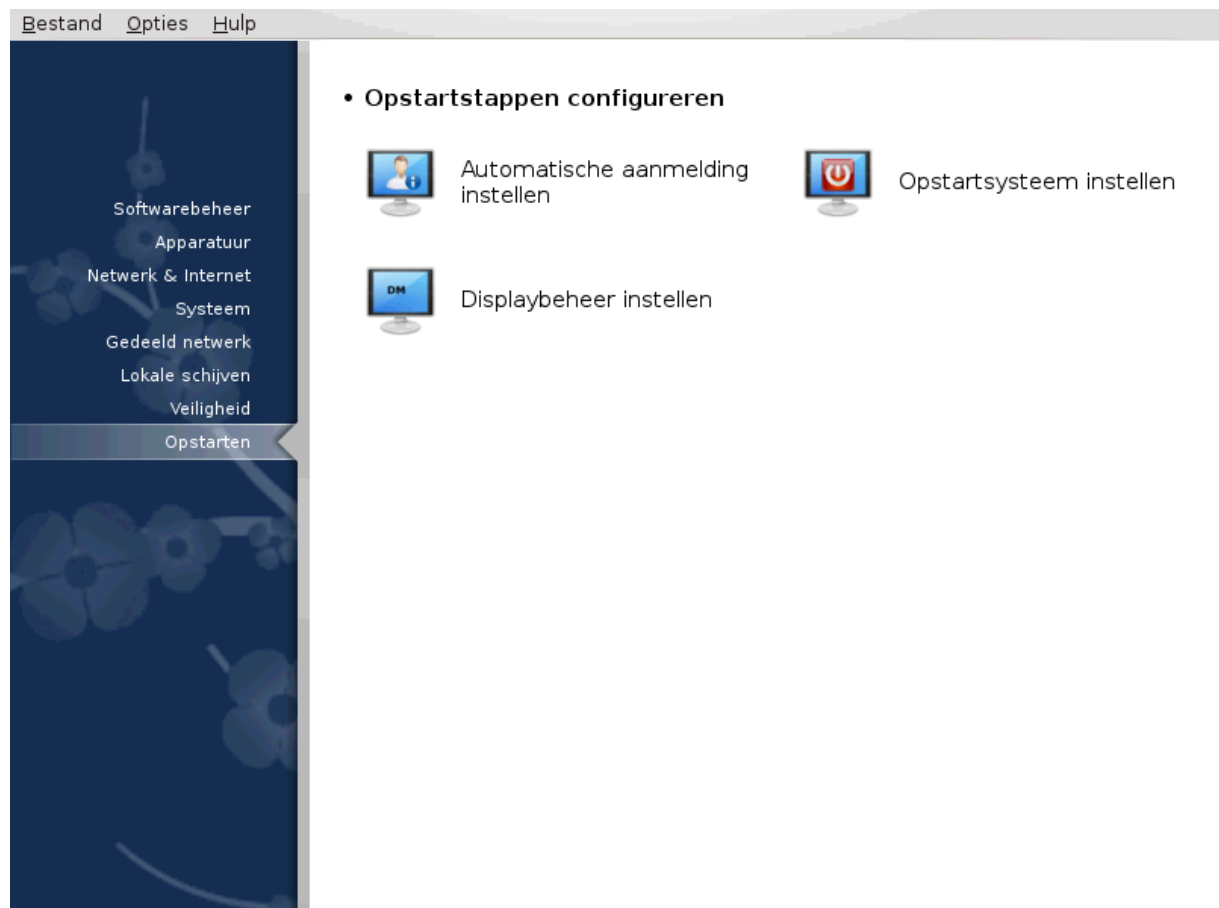 Bestand Opties Hulp
Softwarebeheer
Apparatuur
Netwerk & Internet
Systeem
Gedeeld netwerk
Lokale schijven
Veiligheid
Opstarten
• Opstartstappen configureren
Automatische aanmelding
instellen
Opstartsysteem instellen
DM
Displaybeheer instellen